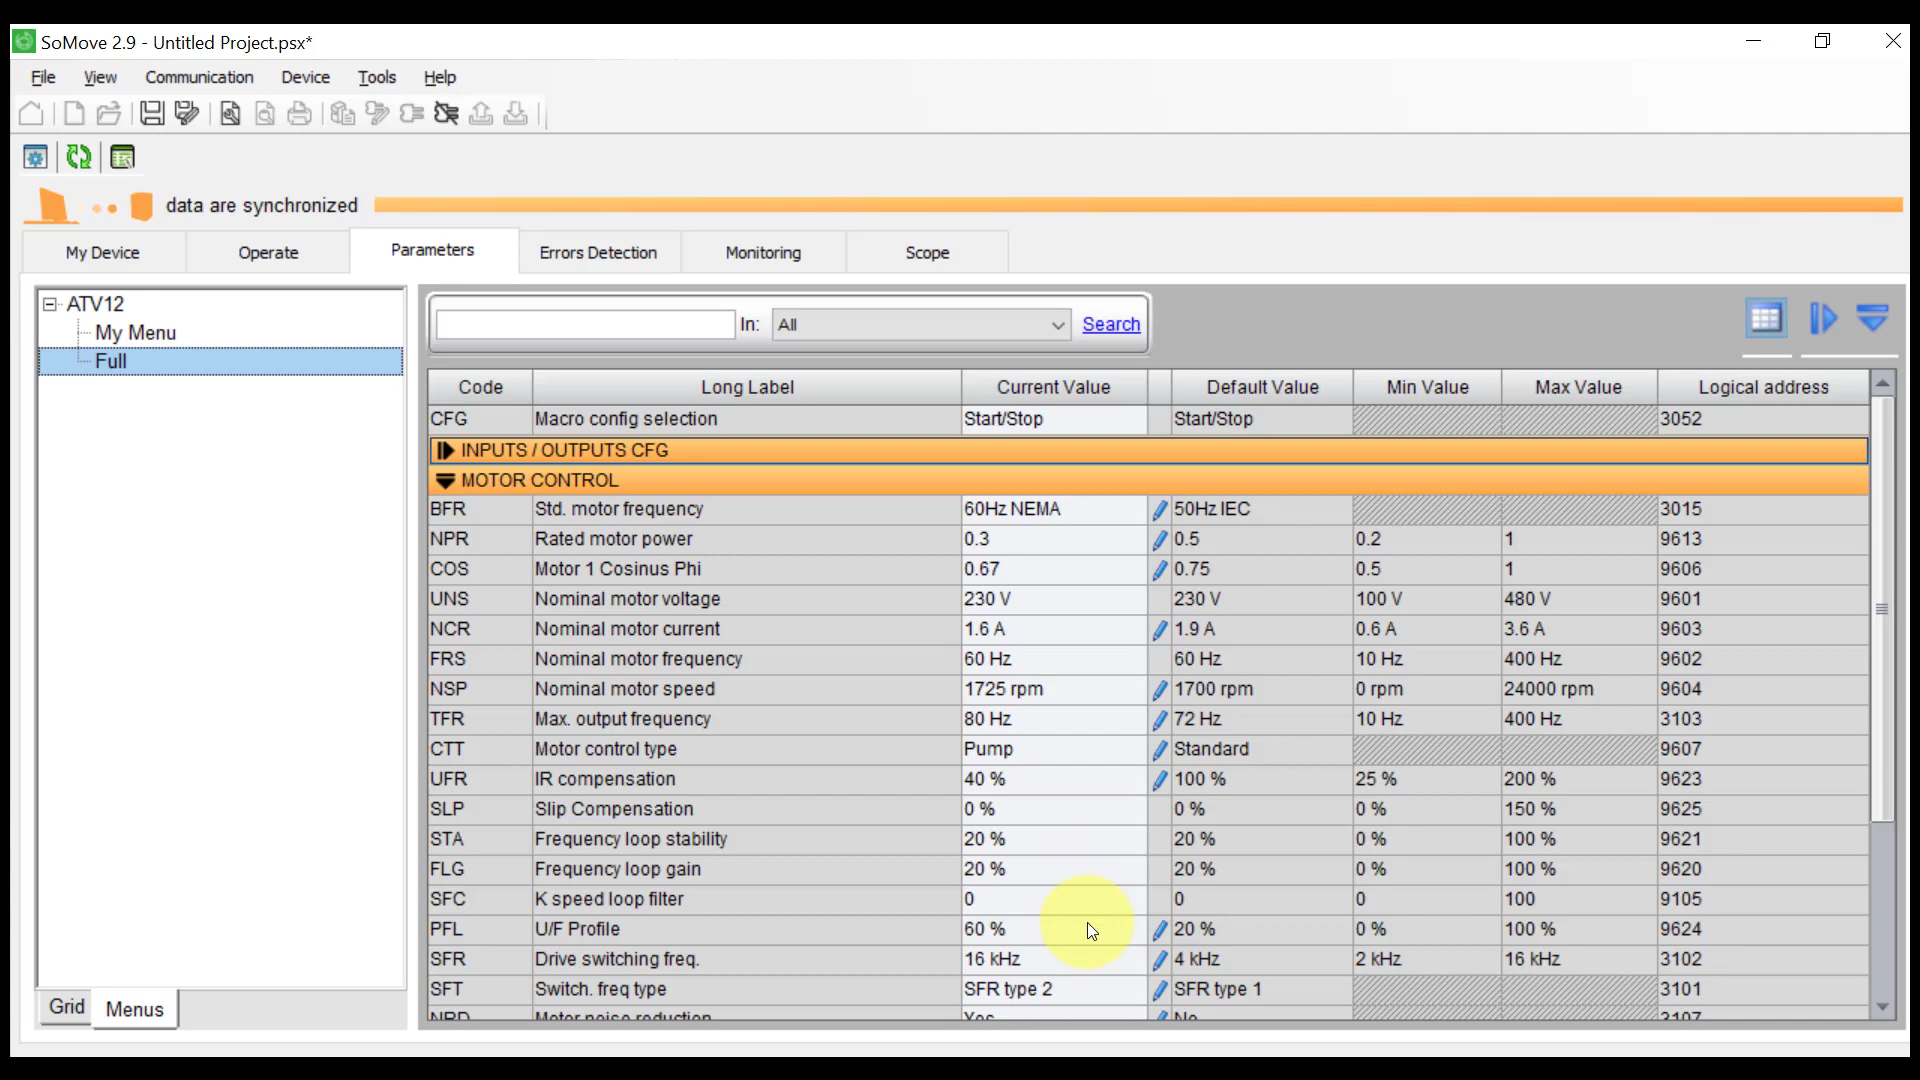 SoMove 2.9 - Untitled Project.psx*
File View Communication Device Tools Help
data are synchronized
My Device Operate Parameters Errors Detection Monitoring Scope
ATV12
My Menu
Full
Grid Menus
In: All Search
Code Long Label Current Value Default Value Min Value Max Value Logical address
CFG Macro config selection Start/Stop Start/Stop 3052
INPUTS / OUTPUTS CFG
MOTOR CONTROL
BFR Std. motor frequency 60Hz NEMA 50Hz IEC 3015
NPR Rated motor power 0.3 0.5 0.2 1 9613
COS Motor 1 Cosinus Phi 0.67 0.75 0.5 1 9606
UNS Nominal motor voltage 230 V 230 V 100 V 480 V 9601
NCR Nominal motor current 1.6 A 1.9 A 0.6 A 3.6 A 9603
FRS Nominal motor frequency 60 Hz 60 Hz 10 Hz 400 Hz 9602
NSP Nominal motor speed 1725 rpm 1700 rpm 0 rpm 24000 rpm 9604
TFR Max. output frequency 80 Hz 72 Hz 10 Hz 400 Hz 3103
CTT Motor control type Pump Standard 9607
UFR IR compensation 40 % 100 % 25 % 200 % 9623
SLP Slip Compensation 0 % 0 % 0 % 150 % 9625
STA Frequency loop stability 20 % 20 % 0 % 100 % 9621
FLG Frequency loop gain 20 % 20 % 0 % 100 % 9620
SFC K speed loop filter 0 0 0 100 9105
PFL U/F Profile 60 % 20 % 0 % 100 % 9624
SFR Drive switching freq. 16 kHz 4 kHz 2 kHz 16 kHz 3102
SFT Switch. freq type SFR type 2 SFR type 1 3101
NRD Motor noise reduction Yes No 3107